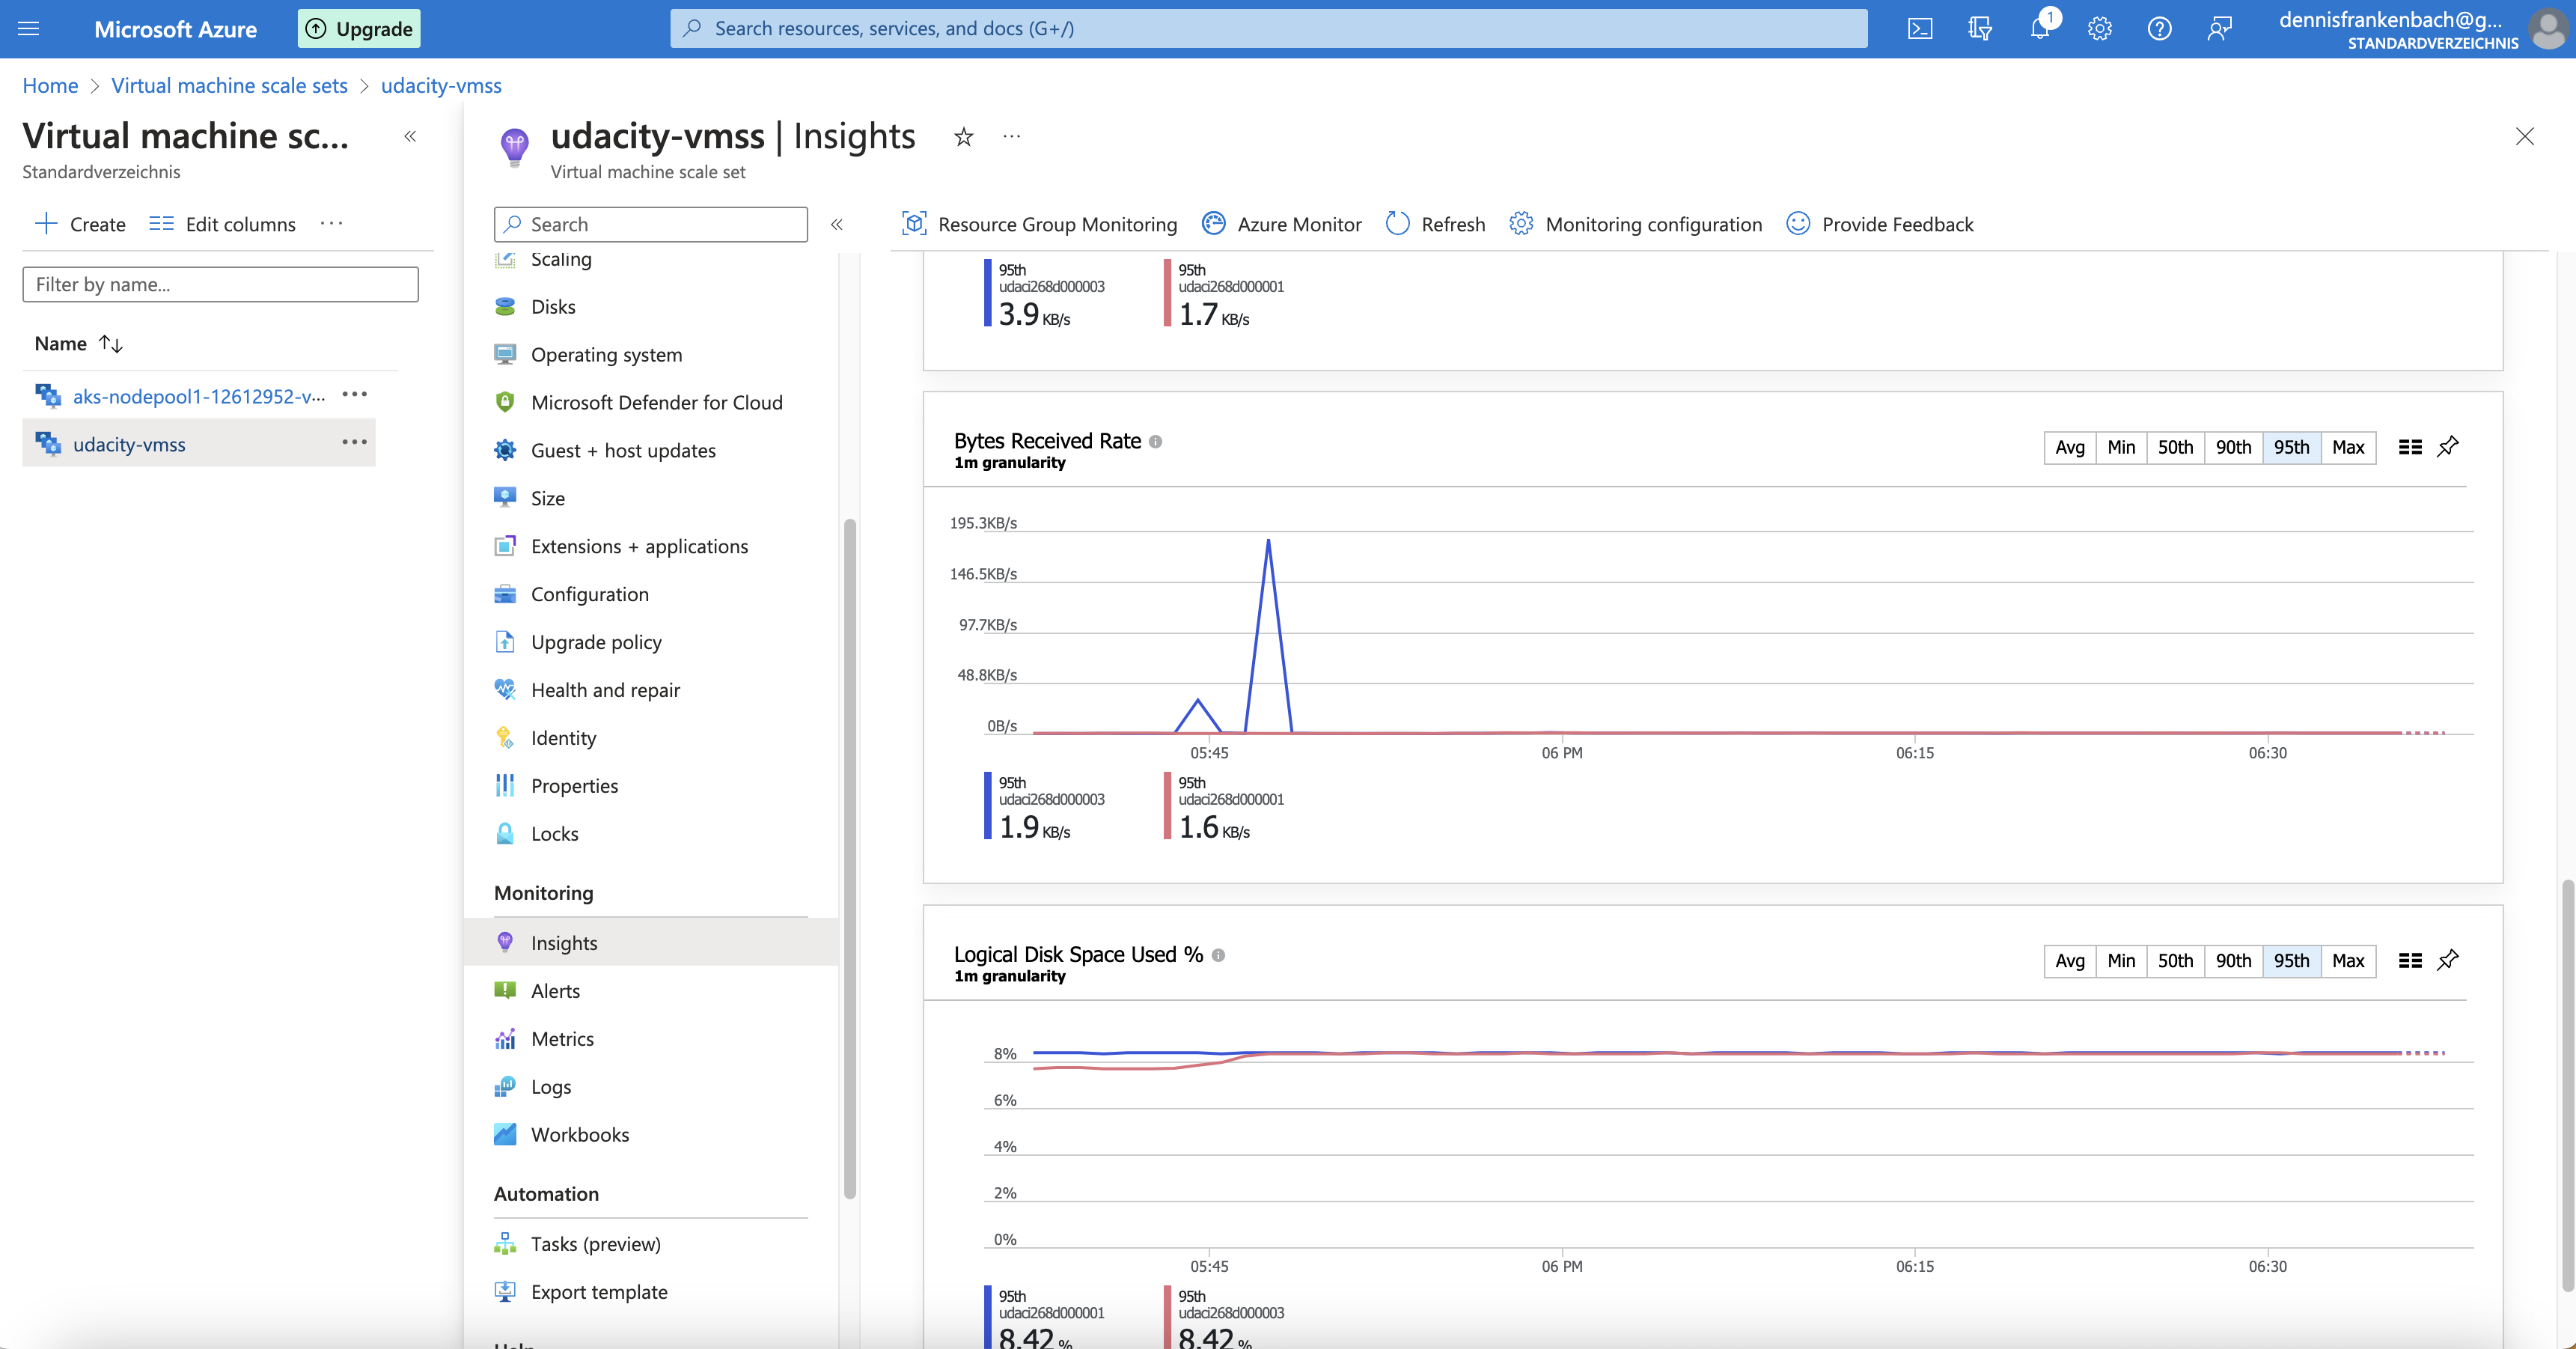 Microsoft Azure
Upgrade
Search resources, services, and docs (G+/)
1
dennisfrankenbach@g...
STANDARDVERZEICHNIS
Home > Virtual machine scale sets > udacity-vmss
Virtual machine sc...
Standardverzeichnis
Create
Edit columns
Filter by name...
Name
aks-nodepool1-12612952-v...
udacity-vmss
udacity-vmss | Insights
Virtual machine scale set
Search
Scaling
Disks
Operating system
Microsoft Defender for Cloud
Guest + host updates
Size
Extensions + applications
Configuration
Upgrade policy
Health and repair
Identity
Properties
Locks
Monitoring
Insights
Alerts
Metrics
Logs
Workbooks
Automation
Tasks (preview)
Export template
Help
Resource Group Monitoring
Azure Monitor
Refresh
Monitoring configuration
Provide Feedback
95th
udaci268d000003
3.9 KB/s
95th
udaci268d000001
1.7 KB/s
Bytes Received Rate
1m granularity
Avg Min 50th 90th 95th Max
195.3KB/s
146.5KB/s
97.7KB/s
48.8KB/s
0B/s
05:45 06 PM 06:15 06:30
95th
udaci268d000003
1.9 KB/s
95th
udaci268d000001
1.6 KB/s
Logical Disk Space Used %
1m granularity
Avg Min 50th 90th 95th Max
8%
6%
4%
2%
0%
05:45 06 PM 06:15 06:30
95th
udaci268d000001
8.42 %
95th
udaci268d000003
8.42 %